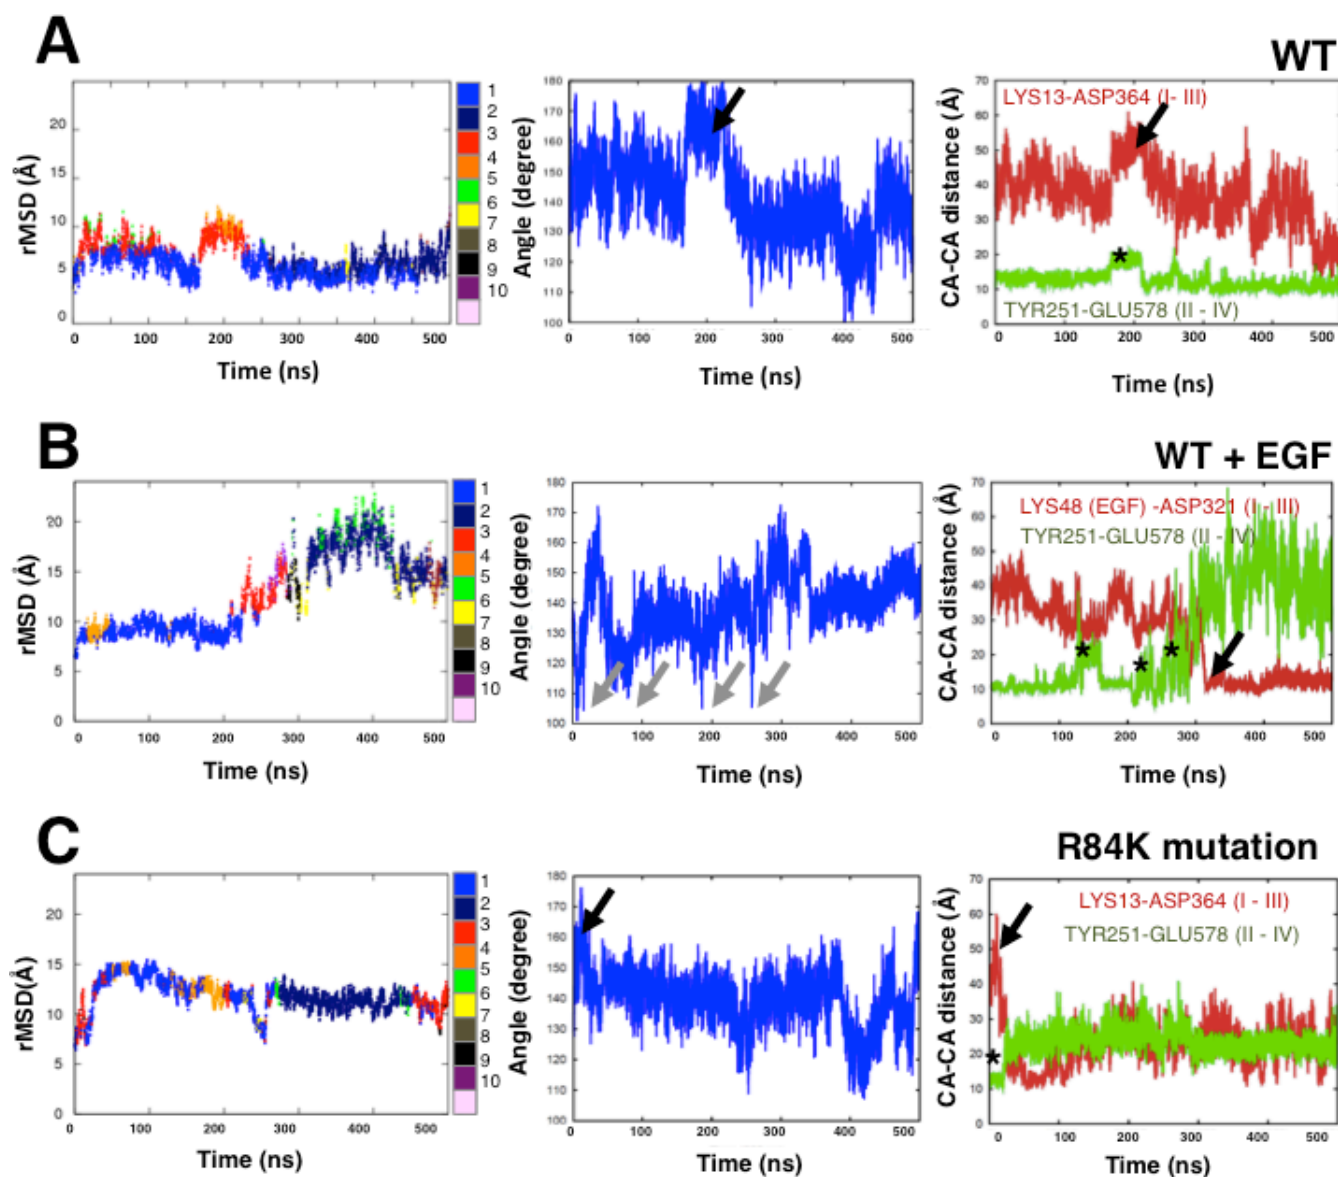 A
WT
rMSD (Å)
20
15
10
5
0
0 100 200 300 400 500
Time (ns)
1
2
3
4
5
6
7
8
9
10
Angle (degree)
180
160
140
120
100
0 100 200 300 400 500
Time (ns)
CA-CA distance (Å)
70
60
50
40
30
20
10
0
LYS13-ASP364 (I- III)
*
TYR251-GLU578 (II - IV)
0 100 200 300 400 500
Time (ns)
B
WT + EGF
rMSD (Å)
20
15
10
5
0
0 100 200 300 400 500
Time (ns)
1
2
3
4
5
6
7
8
9
10
Angle (degree)
180
170
160
150
140
130
120
110
100
0 100 200 300 400 500
Time (ns)
CA-CA distance (Å)
70
60
50
40
30
20
10
0
LYS48 (EGF) -ASP321 (I - III)
TYR251-GLU578 (II - IV)
* * *
0 100 200 300 400 500
Time (ns)
C
R84K mutation
rMSD(Å)
20
15
10
5
0
0 100 200 300 400 500
Time (ns)
1
2
3
4
5
6
7
8
9
10
Angle (degree)
180
170
160
150
140
130
120
110
100
0 100 200 300 400 500
Time (ns)
CA-CA distance (Å)
70
60
50
40
30
20
10
0
LYS13-ASP364 (I - III)
TYR251-GLU578 (II - IV)
*
0 100 200 300 400 500
Time (ns)